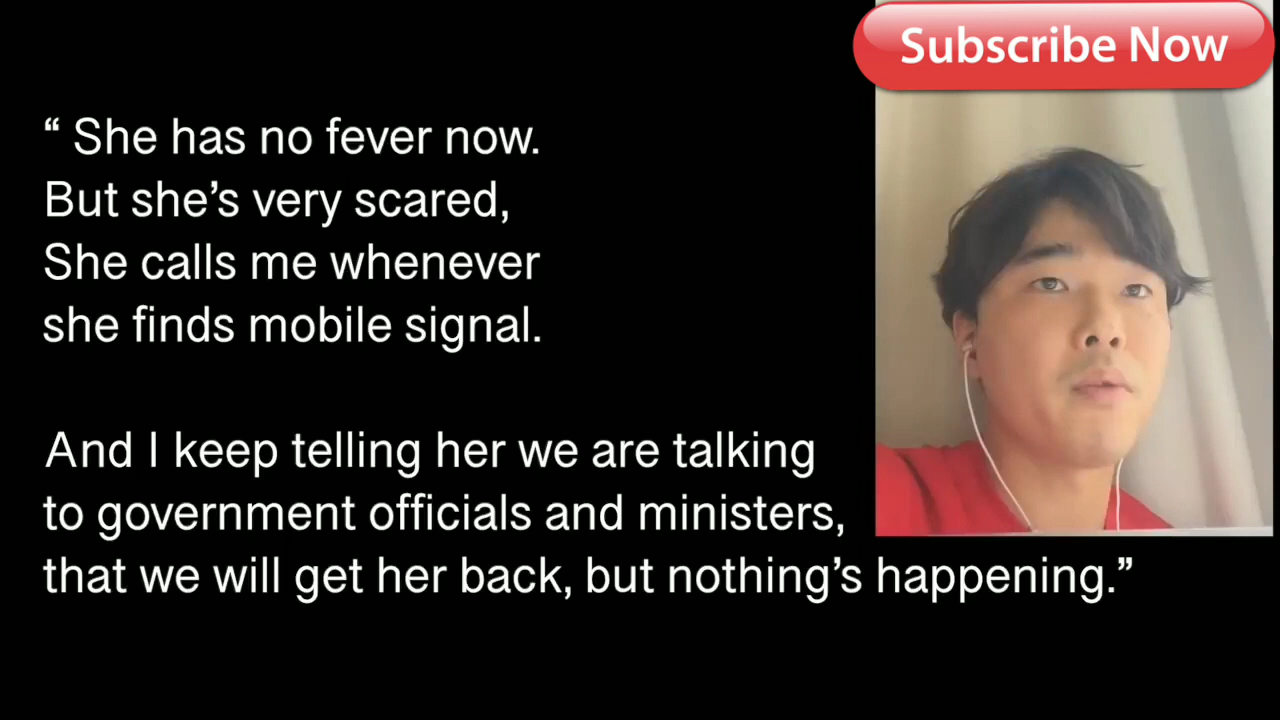 Subscribe Now
“ She has no fever now.
But she’s very scared,
She calls me whenever
she finds mobile signal.
And I keep telling her we are talking
to government officials and ministers,
that we will get her back, but nothing’s happening.”